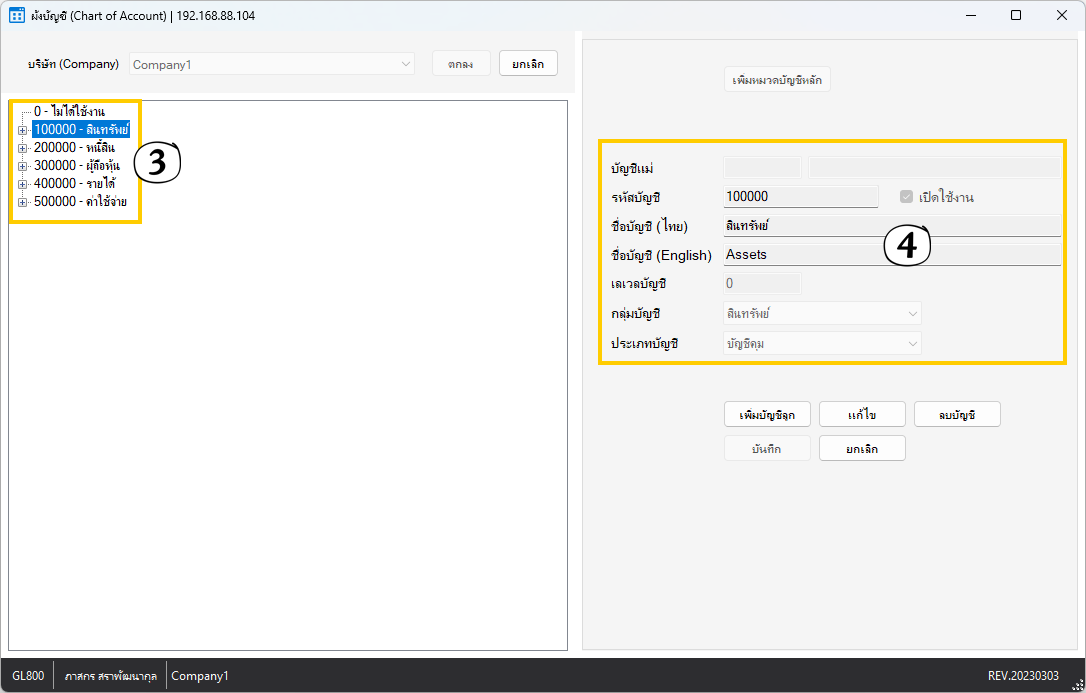 ผังบัญชี (Chart of Account) | 192.168.88.104
บริษัท (Company) Company1 ตกลง ยกเลิก
0 - ไม่ได้ใช้งาน
100000 - สินทรัพย์
200000 - หนี้สิน
300000 - ผู้ถือหุ้น
400000 - รายได้
500000 - ค่าใช้จ่าย
3
เพิ่มหมวดบัญชีหลัก
บัญชีแม่
รหัสบัญชี 100000 เปิดใช้งาน
ชื่อบัญชี (ไทย) สินทรัพย์
ชื่อบัญชี (English) Assets
4
เลเวลบัญชี 0
กลุ่มบัญชี สินทรัพย์
ประเภทบัญชี บัญชีคุม
เพิ่มบัญชีลูก แก้ไข ลบบัญชี
บันทึก ยกเลิก
GL800 ภาสกร สราพัฒนากุล Company1 REV.20230303